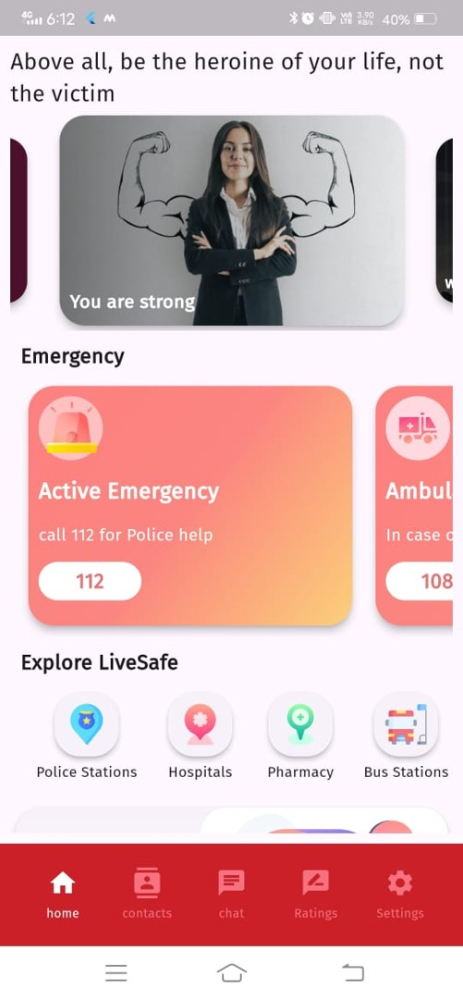 4G 6:12 VoD LTE 3.90 KB/s 40%
Above all, be the heroine of your life, not
the victim
You are strong
w
Emergency
Active Emergency
call 112 for Police help
112
Ambul
In case o
108
Explore LiveSafe
Police Stations Hospitals Pharmacy Bus Stations
home contacts chat Ratings Settings